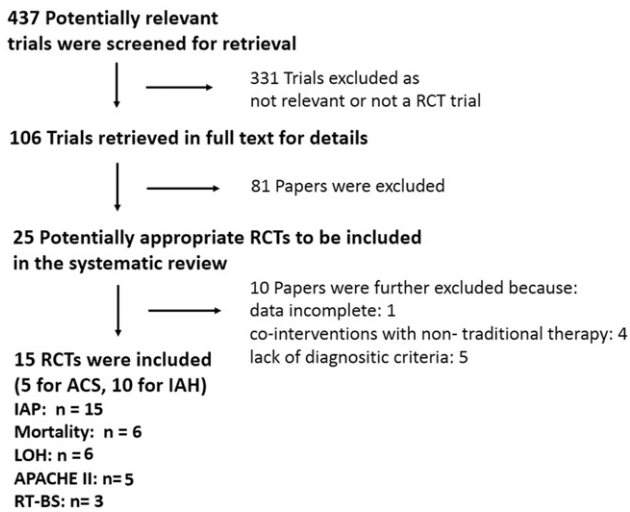 437 Potentially relevant
trials were screened for retrieval
331 Trials excluded as
not relevant or not a RCT trial
106 Trials retrieved in full text for details
81 Papers were excluded
25 Potentially appropriate RCTs to be included
in the systematic review
10 Papers were further excluded because:
data incomplete: 1
co-interventions with non- traditional therapy: 4
lack of diagnositic criteria: 5
15 RCTs were included
(5 for ACS, 10 for IAH)
IAP: n = 15
Mortality: n = 6
LOH: n = 6
APACHE II: n= 5
RT-BS: n= 3